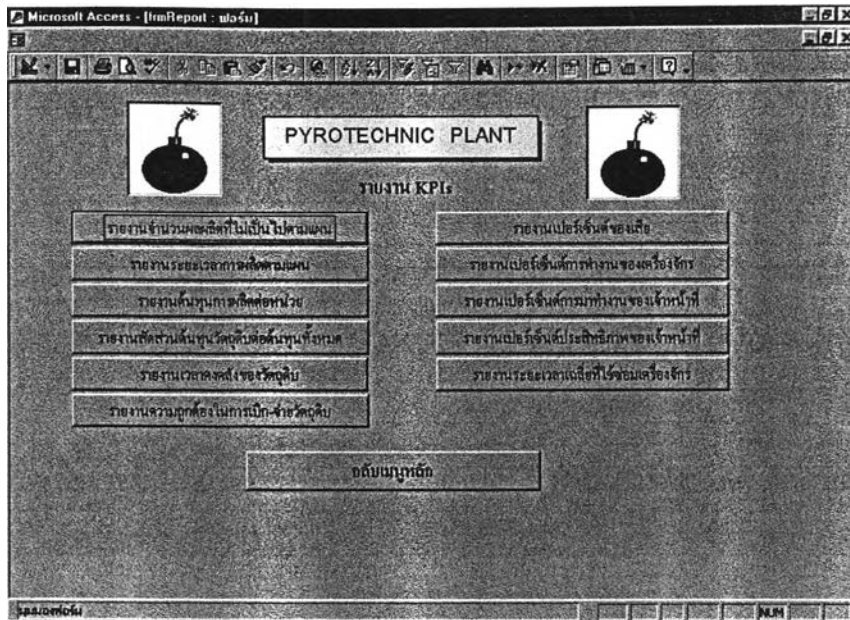 Microsoft Access - [frmReport : ฟอร์ม]
PYROTECHNIC PLANT
รายงาน KPIs
รายงานจำนวนผลผลิตที่ไม่เป็นไปตามแผน
รายงานระยะเวลาการผลิตตามแผน
รายงานต้นทุนการผลิตต่อหน่วย
รายงานสัดส่วนต้นทุนวัตถุดิบต่อต้นทุนทั้งหมด
รายงานเวลาคงคลังของวัตถุดิบ
รายงานความถูกต้องในการเบิก-จ่ายวัตถุดิบ
รายงานเปอร์เซ็นต์ของเสีย
รายงานเปอร์เซ็นต์การทำงานของเครื่องจักร
รายงานเปอร์เซ็นต์การมาทำงานของเจ้าหน้าที่
รายงานเปอร์เซ็นต์ประสิทธิภาพของเจ้าหน้าที่
รายงานระยะเวลาเฉลี่ยที่ใช้ซ่อมเครื่องจักร
กลับเมนูหลัก
มุมมองฟอร์ม
NUM